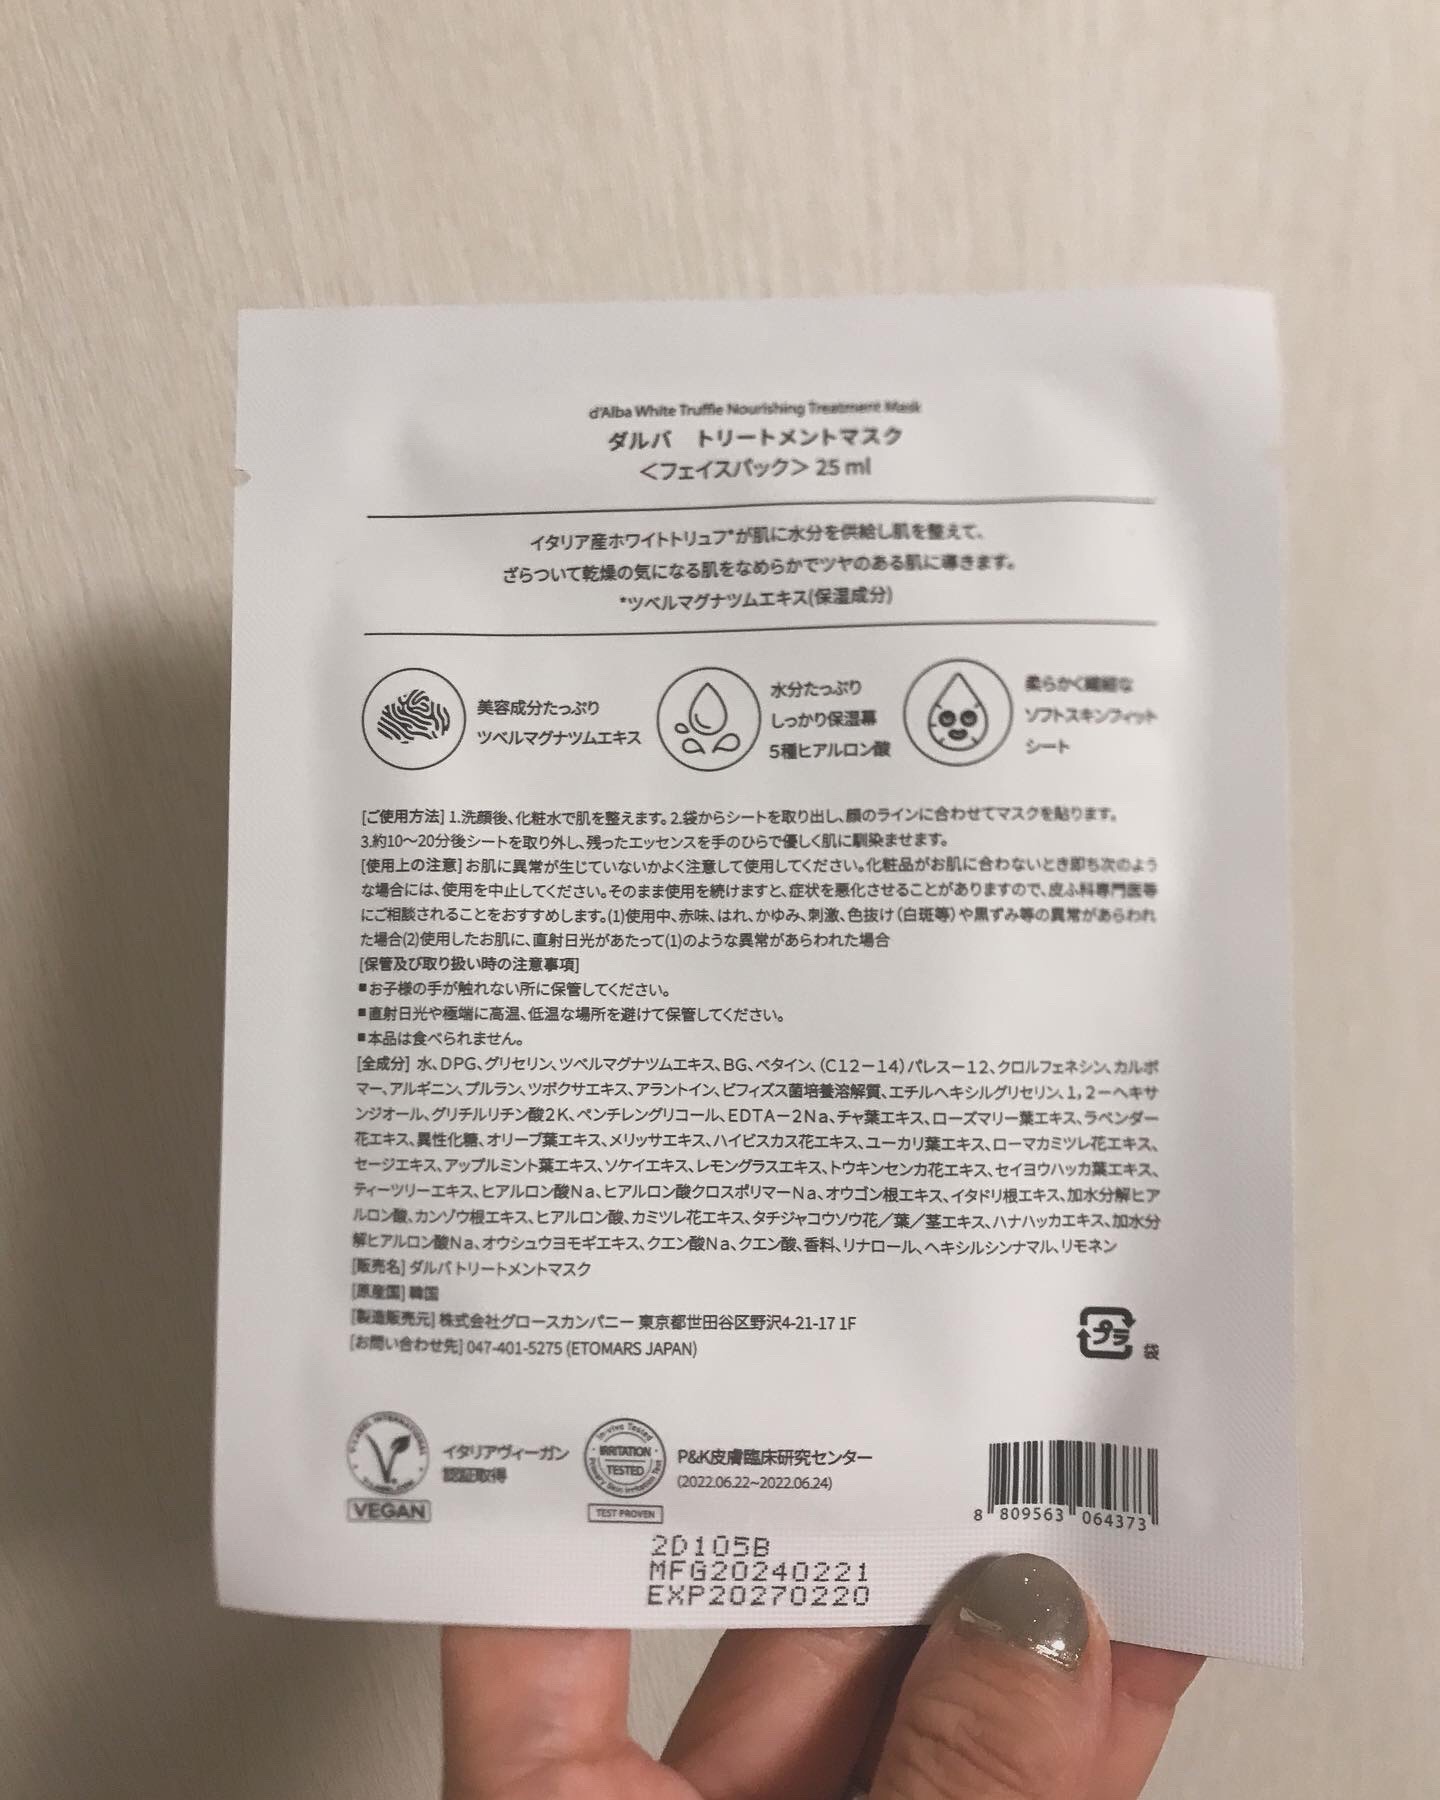 d'Alba White Truffle Nourishing Treatment Mask
ダルバ　トリートメントマスク
＜フェイスパック＞ 25 ml
イタリア産ホワイトトリュフ*が肌に水分を供給し肌を整えて、
ざらついて乾燥の気になる肌をなめらかでツヤのある肌に導きます。
*ツベルマグナツムエキス(保湿成分)
美容成分たっぷり
ツベルマグナツムエキス
水分たっぷり
しっかり保湿幕
5種ヒアルロン酸
柔らかく繊細な
ソフトスキンフィット
シート
[ご使用方法] 1.洗顔後、化粧水で肌を整えます。2.袋からシートを取り出し、顔のラインに合わせてマスクを貼ります。
3.約10〜20分後シートを取り外し、残ったエッセンスを手のひらで優しく肌に馴染ませます。
[使用上の注意] お肌に異常が生じていないかよく注意して使用してください。化粧品がお肌に合わないとき即ち次のよう
な場合には、使用を中止してください。そのまま使用を続けますと、症状を悪化させることがありますので、皮ふ科専門医等
にご相談されることをおすすめします。(1)使用中、赤味、はれ、かゆみ、刺激、色抜け（白斑等）や黒ずみ等の異常があらわれ
た場合(2)使用したお肌に、直射日光があたって(1)のような異常があらわれた場合
[保管及び取り扱い時の注意事項]
■お子様の手が触れない所に保管してください。
■直射日光や極端に高温、低温な場所を避けて保管してください。
■本品は食べられません。
[全成分] 水、DPG、グリセリン、ツベルマグナツムエキス、BG、ベタイン、（C12－14）パレスー12、クロルフェネシン、カルボ
マー、アルギニン、プルラン、ツボクサエキス、アラントイン、ビフィズス菌培養溶解質、エチルヘキシルグリセリン、1，2－ヘキサ
ンジオール、グリチルリチン酸2K、ペンチレングリコール、EDTA－2Na、チャ葉エキス、ローズマリー葉エキス、ラベンダー
花エキス、異性化糖、オリーブ葉エキス、メリッサエキス、ハイビスカス花エキス、ユーカリ葉エキス、ローマカミツレ花エキス、
セージエキス、アップルミント葉エキス、ソケイエキス、レモングラスエキス、トウキンセンカ花エキス、セイヨウハッカ葉エキス、
ティーツリーエキス、ヒアルロン酸Na、ヒアルロン酸クロスポリマーNa、オウゴン根エキス、イタドリ根エキス、加水分解ヒア
ルロン酸、カンゾウ根エキス、ヒアルロン酸、カミツレ花エキス、タチジャコウソウ花／葉／茎エキス、ハナハッカエキス、加水分
解ヒアルロン酸Na、オウシュウヨモギエキス、クエン酸Na、クエン酸、香料、リナロール、ヘキシルシンナマル、リモネン
[販売名] ダルバトリートメントマスク
[原産国] 韓国
[製造販売元] 株式会社グロースカンパニー 東京都世田谷区野沢4-21-17 1F
[お問い合わせ先] 047-401-5275 (ETOMARS JAPAN)
プラ
袋
V-LABEL INTERNATIONAL
VEGAN
イタリアヴィーガン
認証取得
In-vivo Tested
IRRITATION
TESTED
Primary Skin Irritation Test
TEST PROVEN
P&K皮膚臨床研究センター
(2022.06.22~2022.06.24)
8 809563 064373
2D105B
MFG20240221
EXP20270220